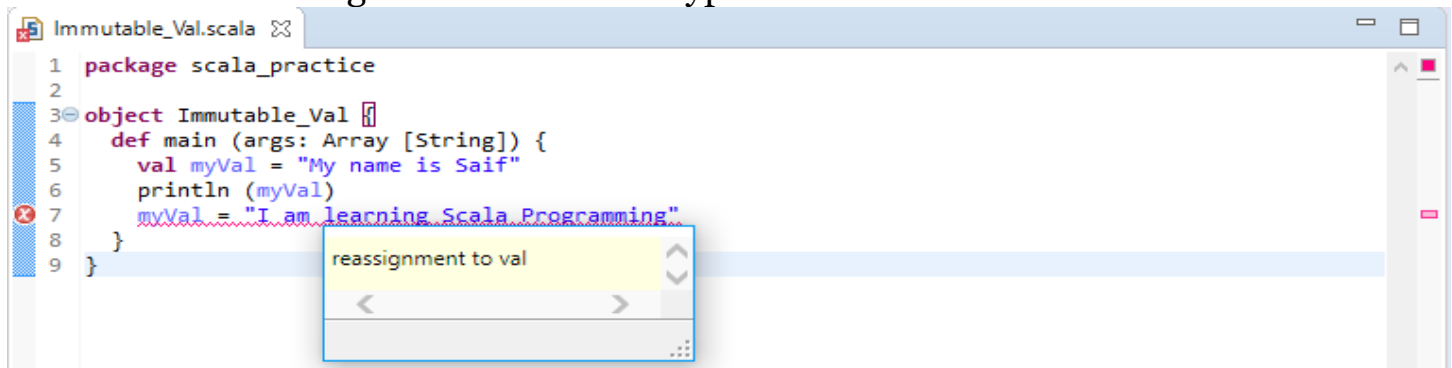 Immutable_Val.scala
1 package scala_practice
2
3 object Immutable_Val {
4 def main (args: Array [String]) {
5 val myVal = "My name is Saif"
6 println (myVal)
7 myVal = "I am learning Scala Programming"
8 }
9 }
reassignment to val